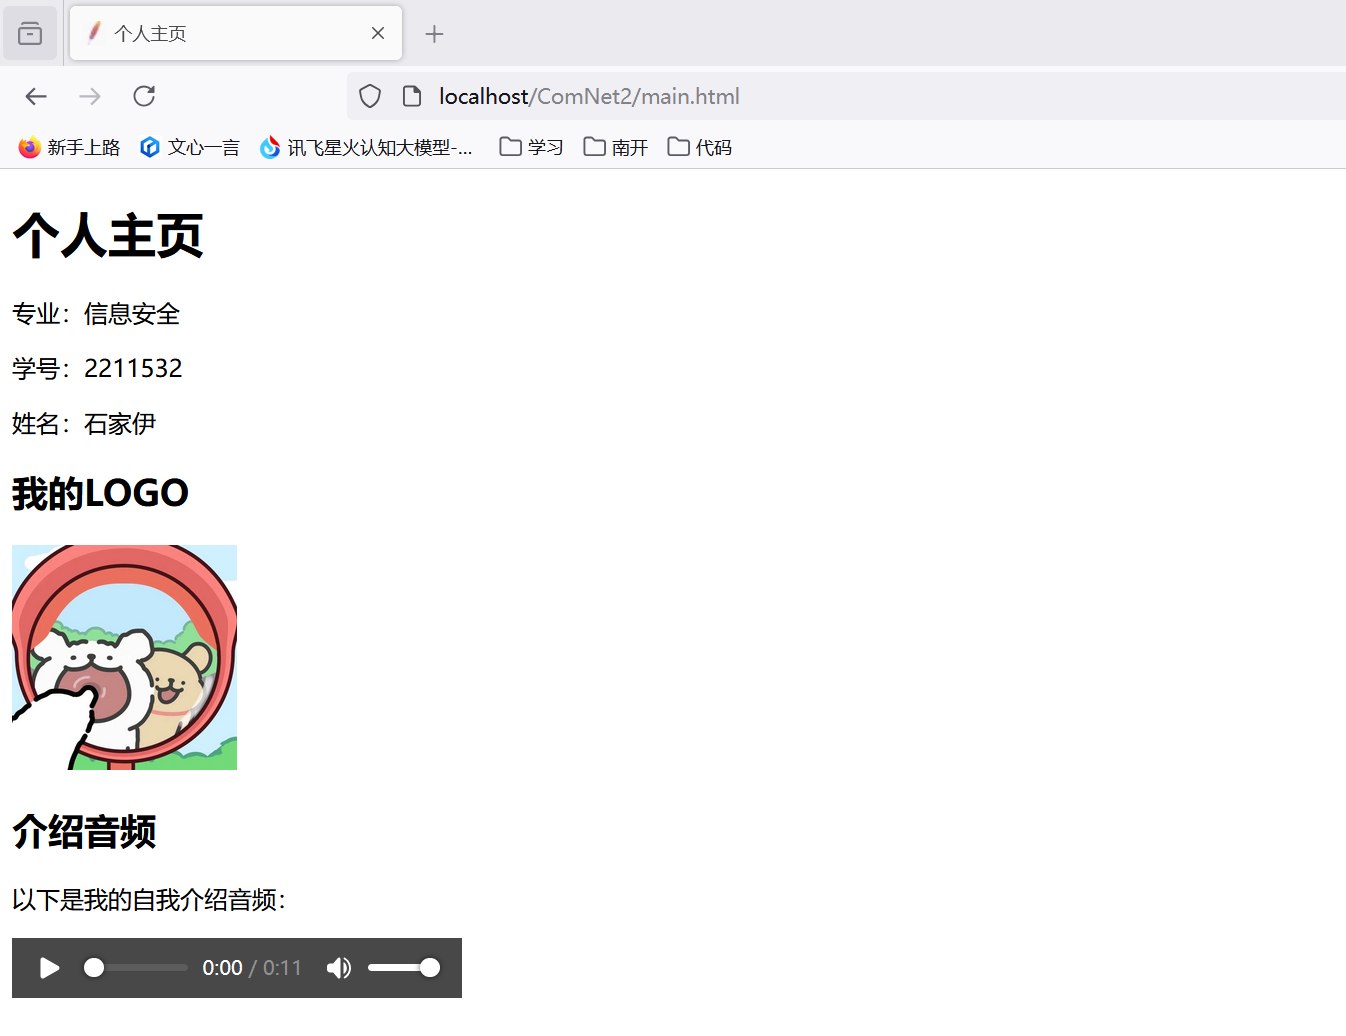 个人主页
localhost/ComNet2/main.html
新手上路 文心一言 讯飞星火认知大模型-... 学习 南开 代码
个人主页
专业：信息安全
学号：2211532
姓名：石家伊
我的LOGO
介绍音频
以下是我的自我介绍音频：
0:00 / 0:11